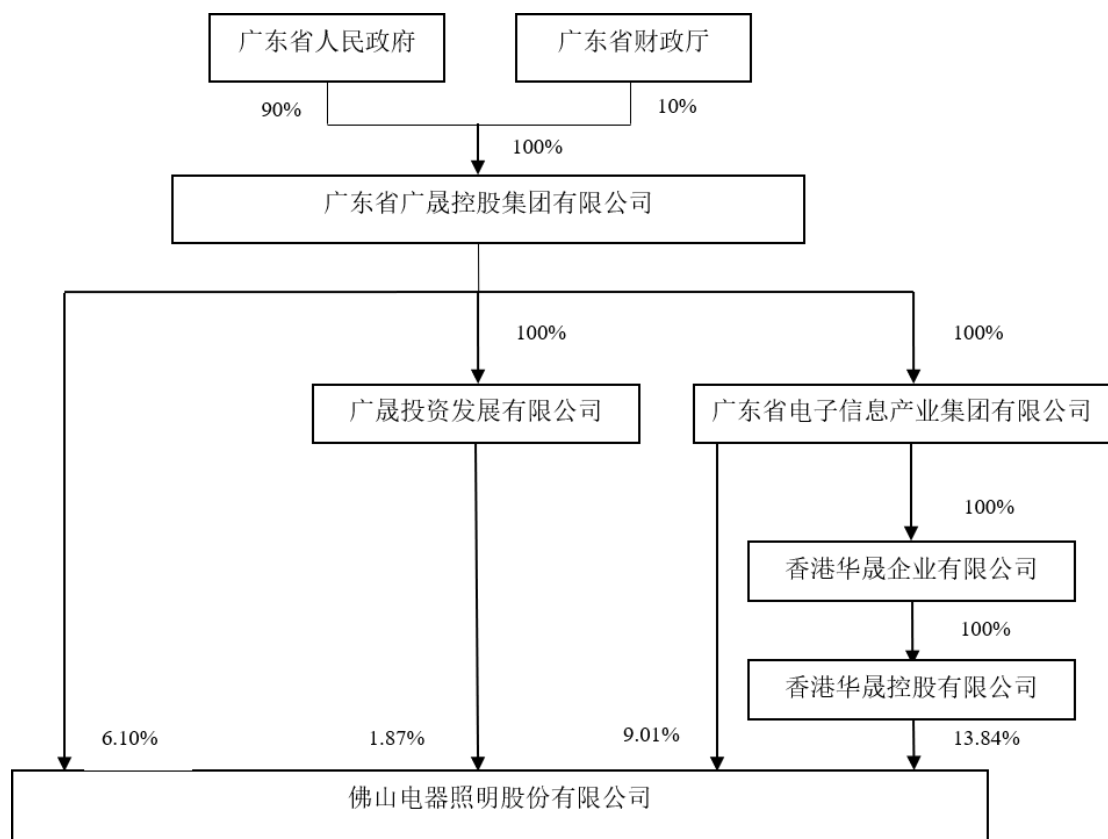 广东省人民政府
广东省财政厅
90%
10%
100%
广东省广晟控股集团有限公司
100%
100%
广晟投资发展有限公司
广东省电子信息产业集团有限公司
100%
香港华晟企业有限公司
100%
香港华晟控股有限公司
6.10%
1.87%
9.01%
13.84%
佛山电器照明股份有限公司